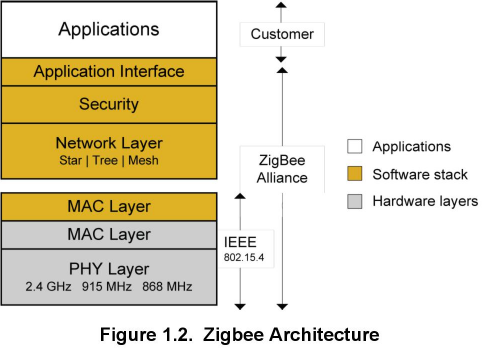 Applications
Customer
Application Interface
Security
Network Layer
Star | Tree | Mesh
ZigBee
Alliance
Applications
Software stack
Hardware layers
MAC Layer
MAC Layer
IEEE
802.15.4
PHY Layer
2.4 GHz 915 MHz 868 MHz
Figure 1.2. Zigbee Architecture